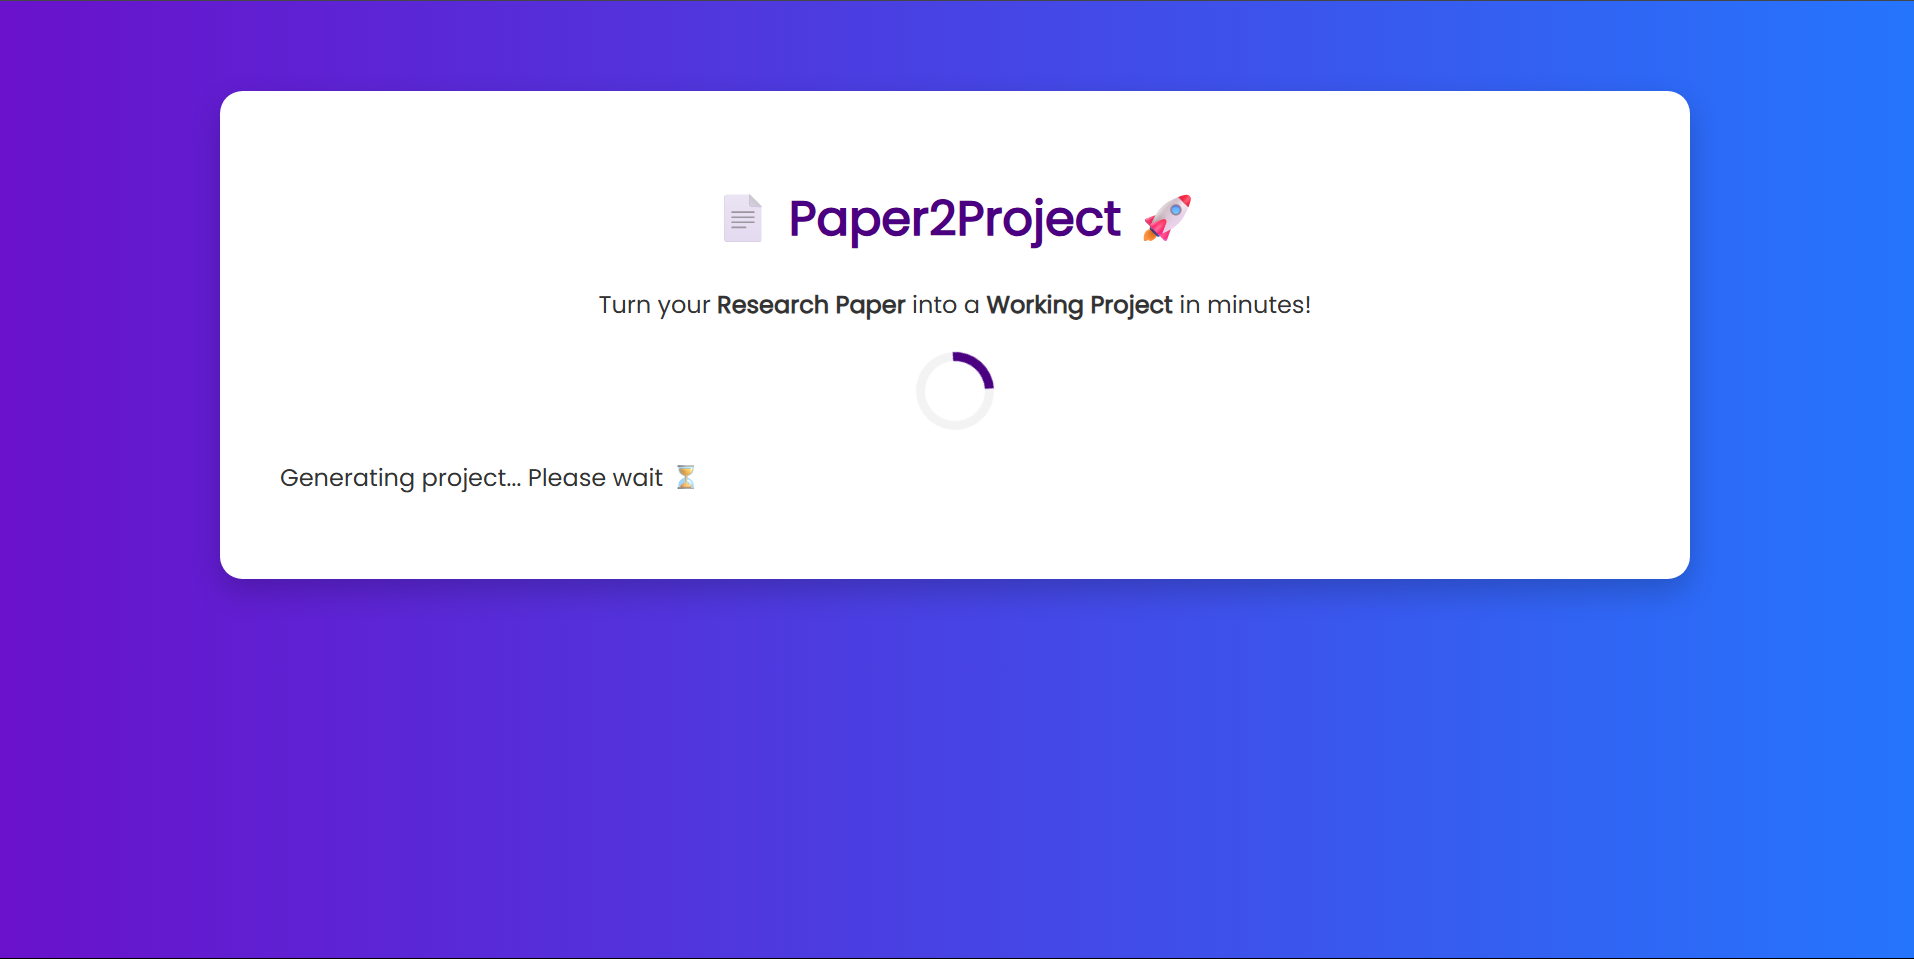 📄 Paper2Project 🚀
Turn your Research Paper into a Working Project in minutes!
Generating project... Please wait ⏳